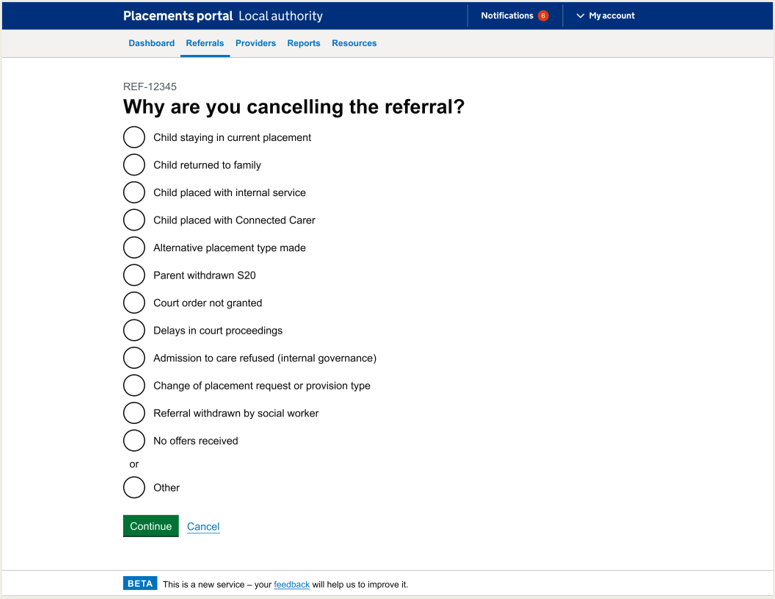 Placements portal Local authority
Notifications 6
My account
Dashboard Referrals Providers Reports Resources
REF-12345
Why are you cancelling the referral?
Child staying in current placement
Child returned to family
Child placed with internal service
Child placed with Connected Carer
Alternative placement type made
Parent withdrawn S20
Court order not granted
Delays in court proceedings
Admission to care refused (internal governance)
Change of placement request or provision type
Referral withdrawn by social worker
No offers received
or
Other
Continue Cancel
BETA This is a new service – your feedback will help us to improve it.